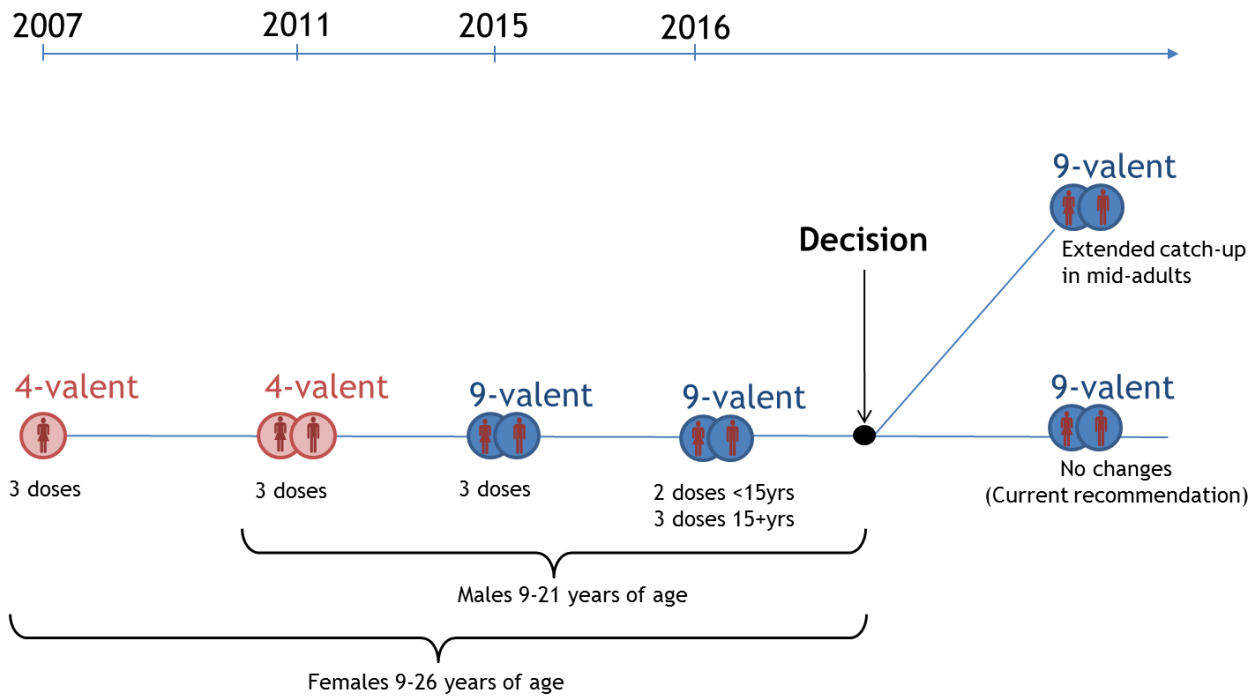 2007
2011
2015
2016
9-valent
Extended catch-up
in mid-adults
Decision
4-valent
3 doses
4-valent
3 doses
9-valent
3 doses
9-valent
2 doses <15yrs
3 doses 15+yrs
9-valent
No changes
(Current recommendation)
Males 9-21 years of age
Females 9-26 years of age